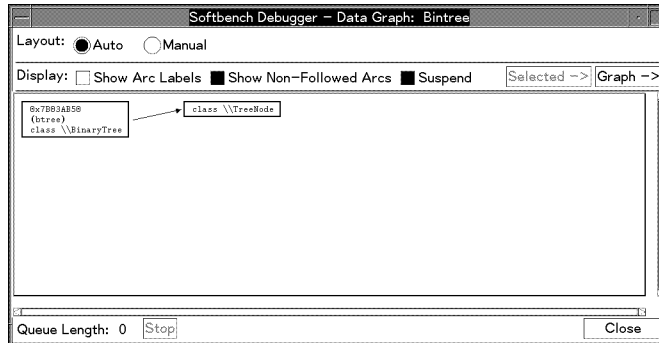 Softbench Debugger - Data Graph: Bintree
Layout: Auto Manual
Display: Show Arc Labels Show Non-Followed Arcs Suspend Selected -> Graph ->
0x7B03AB50
(btree)
class \\BinaryTree
class \\TreeNode
Queue Length: 0 Stop Close